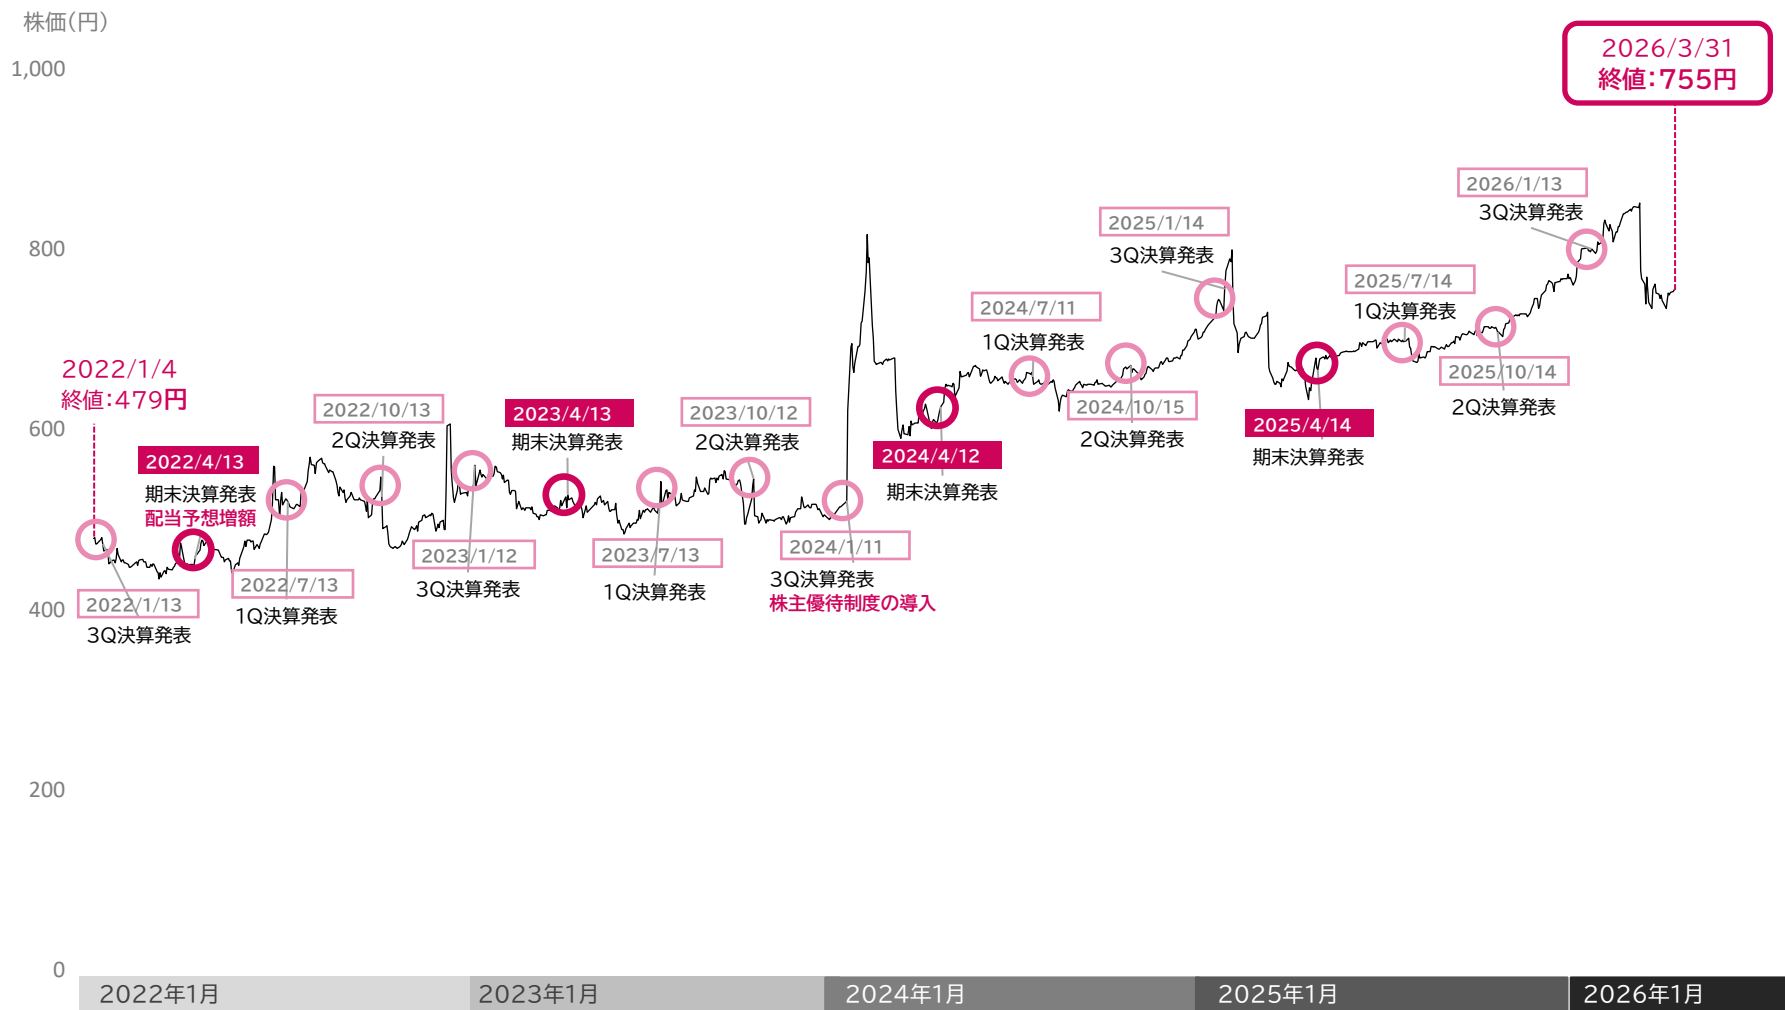 株価(円)
1,000
800
600
400
200
0
2022/1/4
終値:479円
2022/1/13
3Q決算発表
2022/4/13
期末決算発表
配当予想増額
2022/7/13
1Q決算発表
2022/10/13
2Q決算発表
2023/1/12
3Q決算発表
2023/4/13
期末決算発表
2023/7/13
1Q決算発表
2023/10/12
2Q決算発表
2024/1/11
3Q決算発表
株主優待制度の導入
2024/4/12
期末決算発表
2024/7/11
1Q決算発表
2024/10/15
2Q決算発表
2025/1/14
3Q決算発表
2025/4/14
期末決算発表
2025/7/14
1Q決算発表
2025/10/14
2Q決算発表
2026/1/13
3Q決算発表
2026/3/31
終値:755円
2022年1月
2023年1月
2024年1月
2025年1月
2026年1月